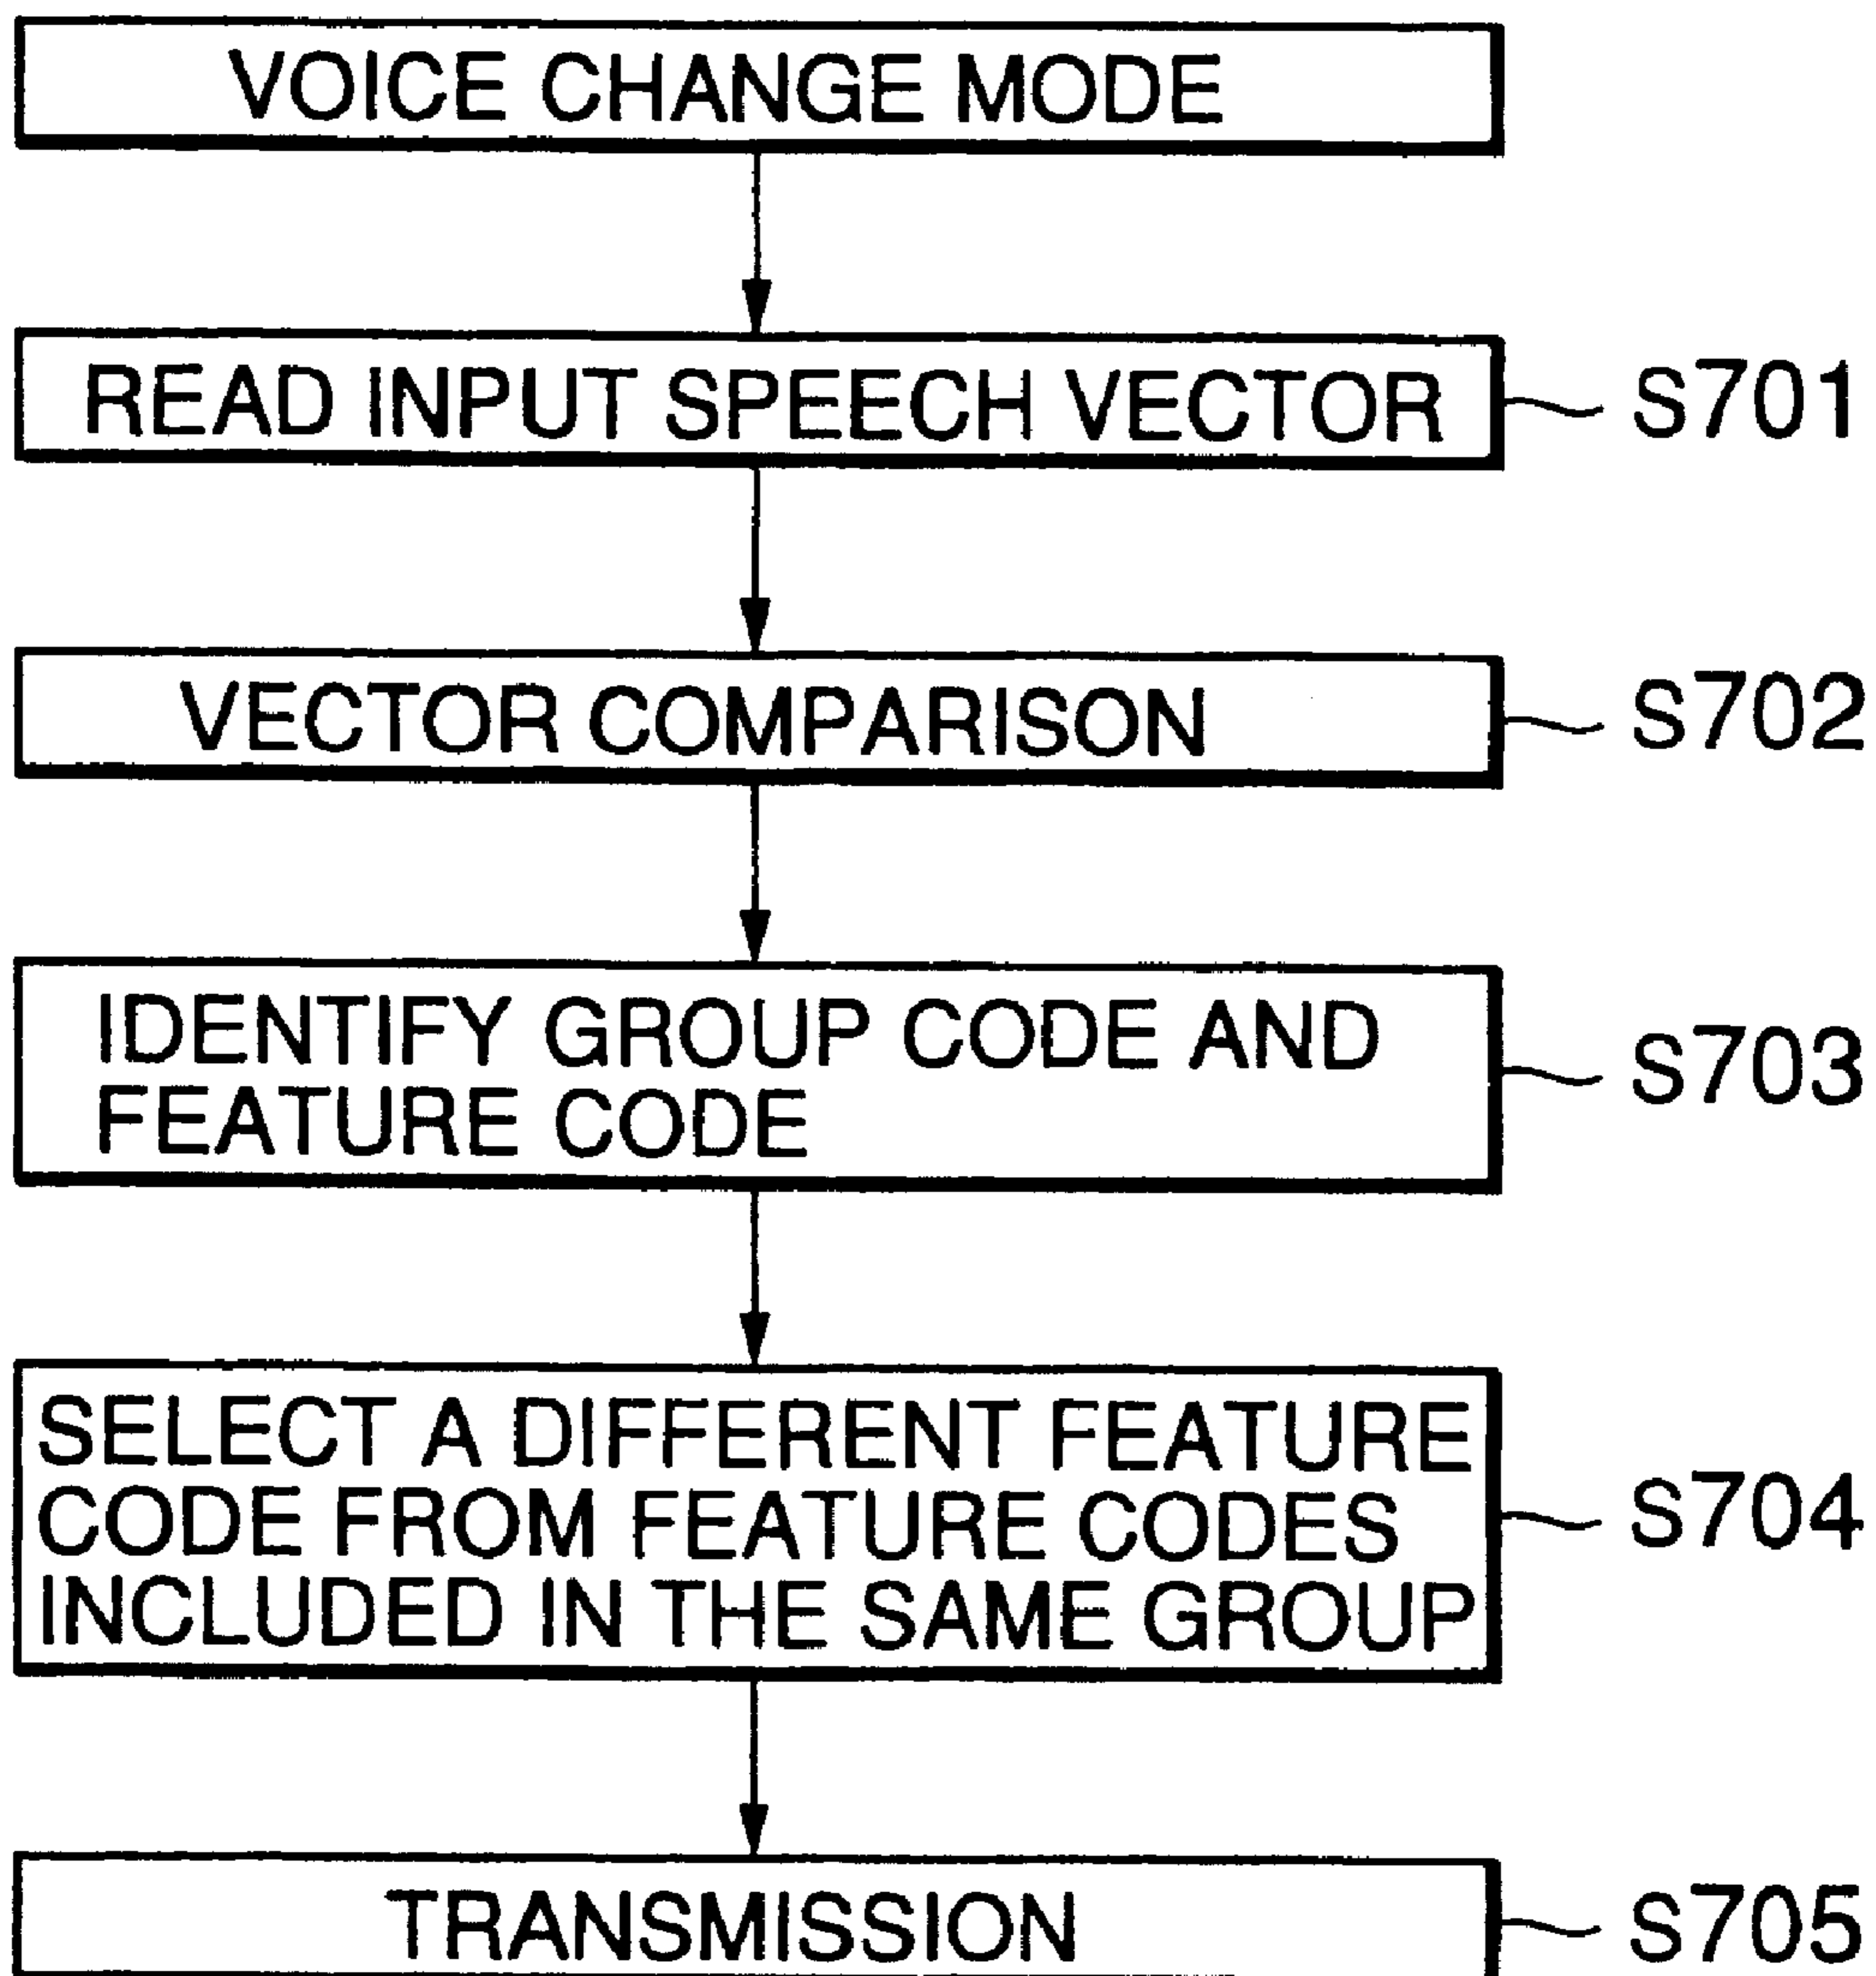 VOICE CHANGE MODE
READ INPUT SPEECH VECTOR
S701
VECTOR COMPARISON
S702
IDENTIFY GROUP CODE AND
FEATURE CODE
S703
SELECT A DIFFERENT FEATURE
CODE FROM FEATURE CODES
INCLUDED IN THE SAME GROUP
S704
TRANSMISSION
S705